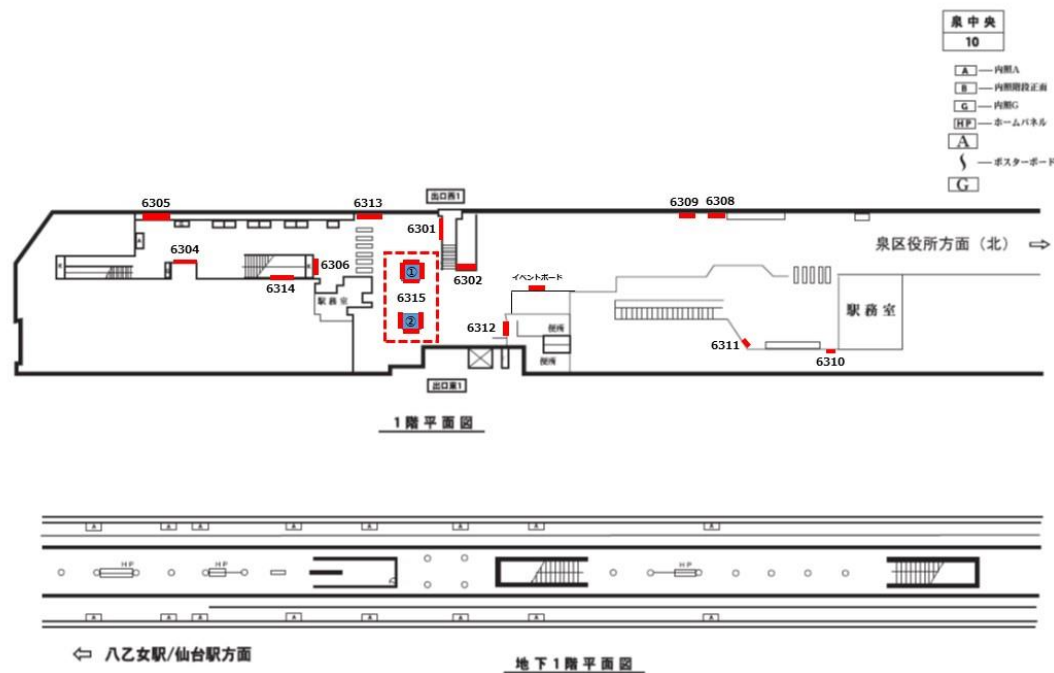 泉中央
10
A 内照A
B 内照階段正面
G 内照G
HP ホームパネル
A
ポスターボード
G
出口西1
6305
6313
6309
6308
6301
泉区役所方面（北）
6304
6306
①
6302
イベントボード
6314
6315
駅務室
駅務室
②
6312
便所
6311
便所
6310
出口東1
1階平面図
A A A A A A A A
HP HP HP
A A A A A A A A
八乙女駅/仙台駅方面
地下1階平面図